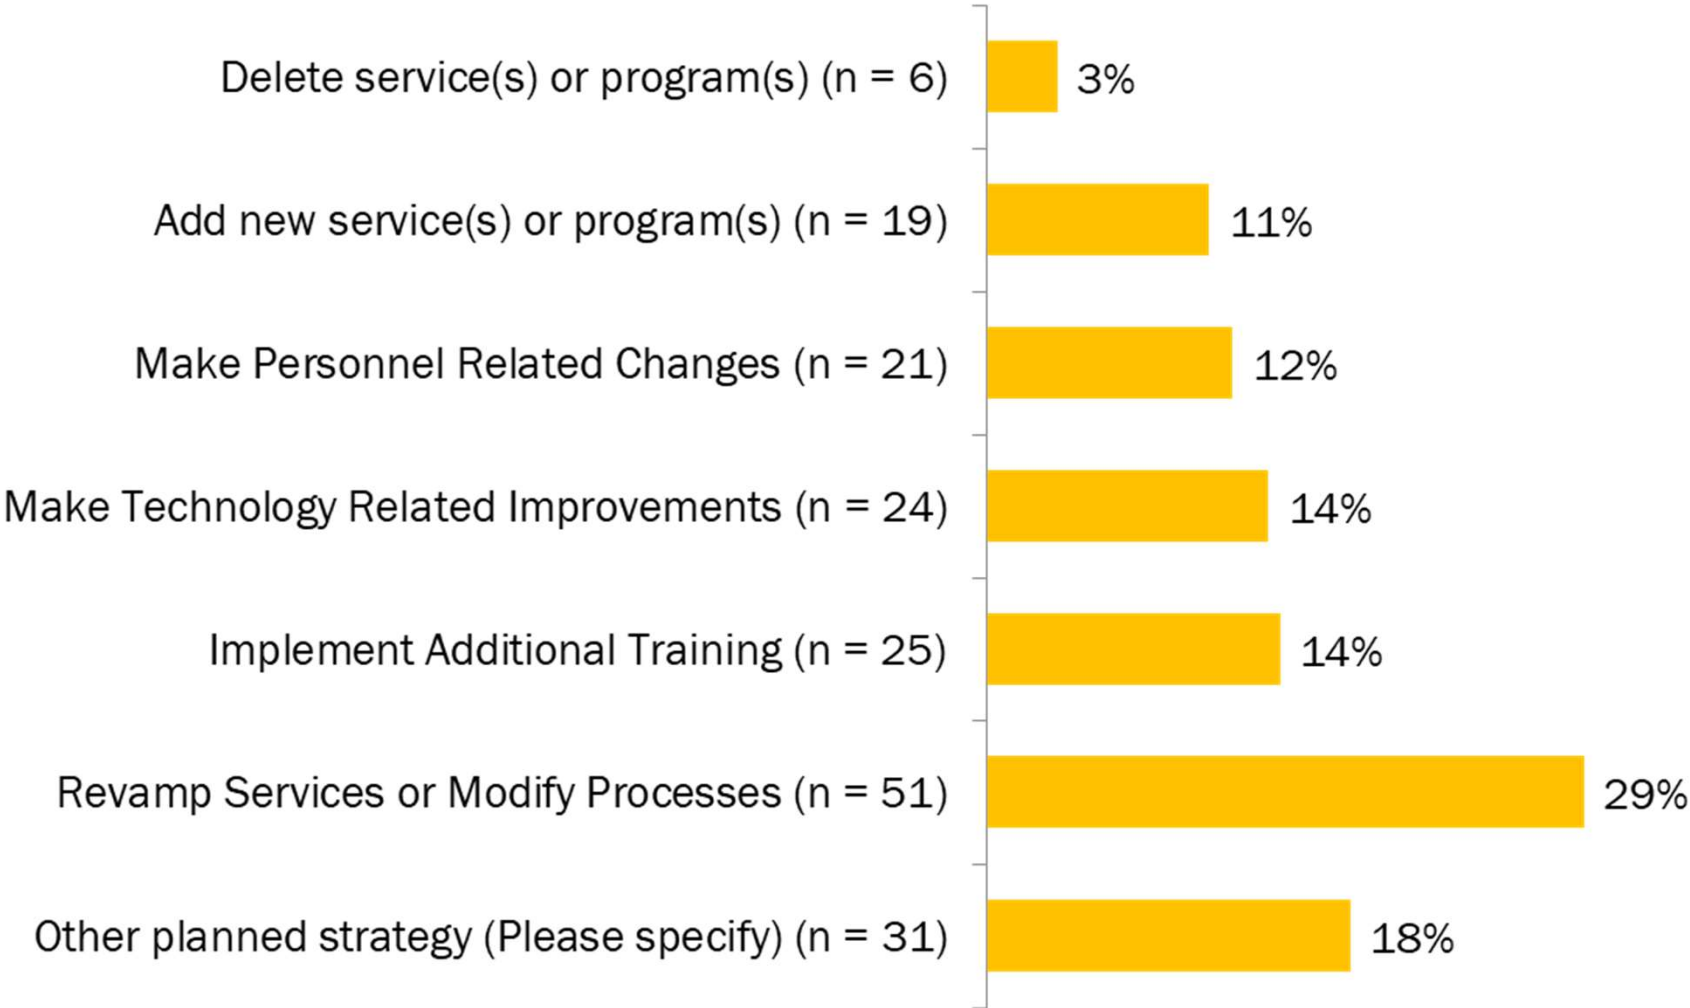 Delete service(s) or program(s) (n = 6) 3%
Add new service(s) or program(s) (n = 19) 11%
Make Personnel Related Changes (n = 21) 12%
Make Technology Related Improvements (n = 24) 14%
Implement Additional Training (n = 25) 14%
Revamp Services or Modify Processes (n = 51) 29%
Other planned strategy (Please specify) (n = 31) 18%